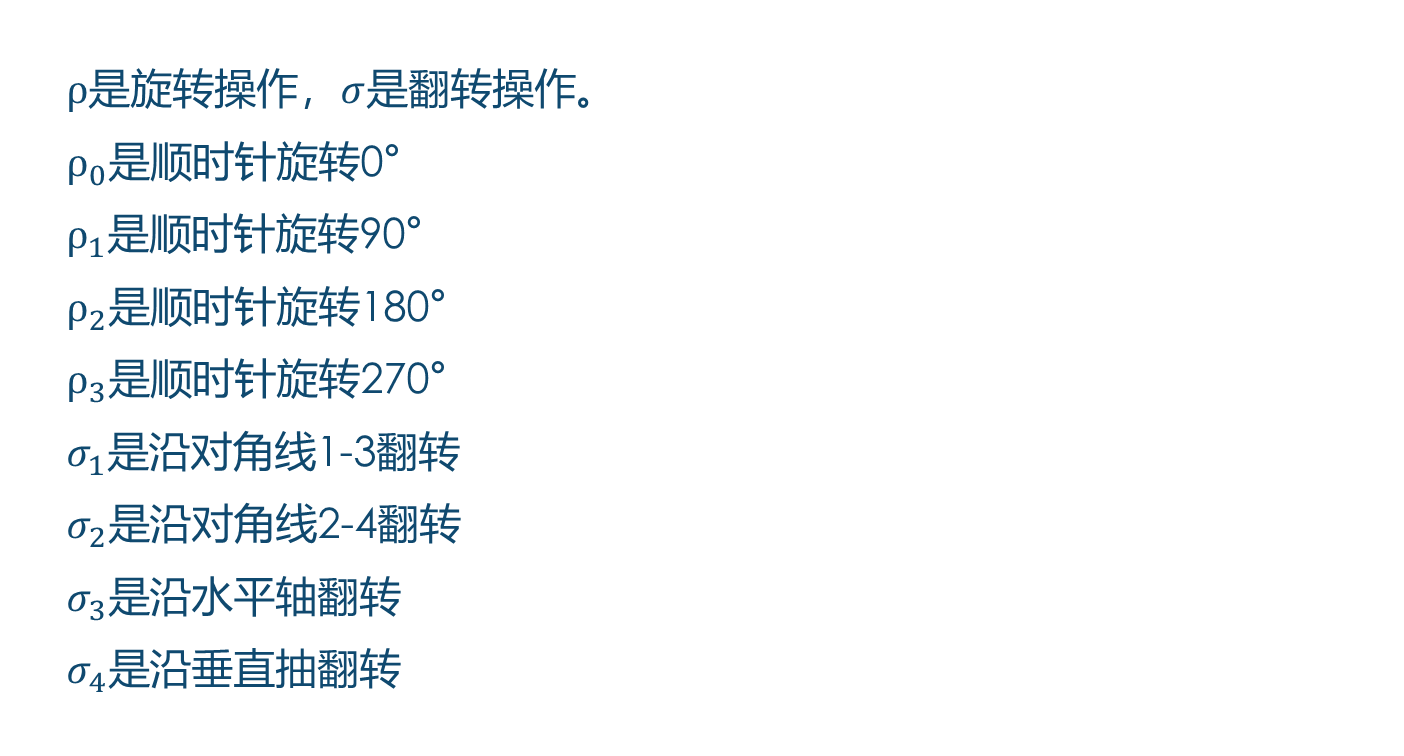 ρ是旋转操作，σ是翻转操作。
ρ₀是顺时针旋转0°
ρ₁是顺时针旋转90°
ρ₂是顺时针旋转180°
ρ₃是顺时针旋转270°
σ₁是沿对角线1-3翻转
σ₂是沿对角线2-4翻转
σ₃是沿水平轴翻转
σ₄是沿垂直抽翻转